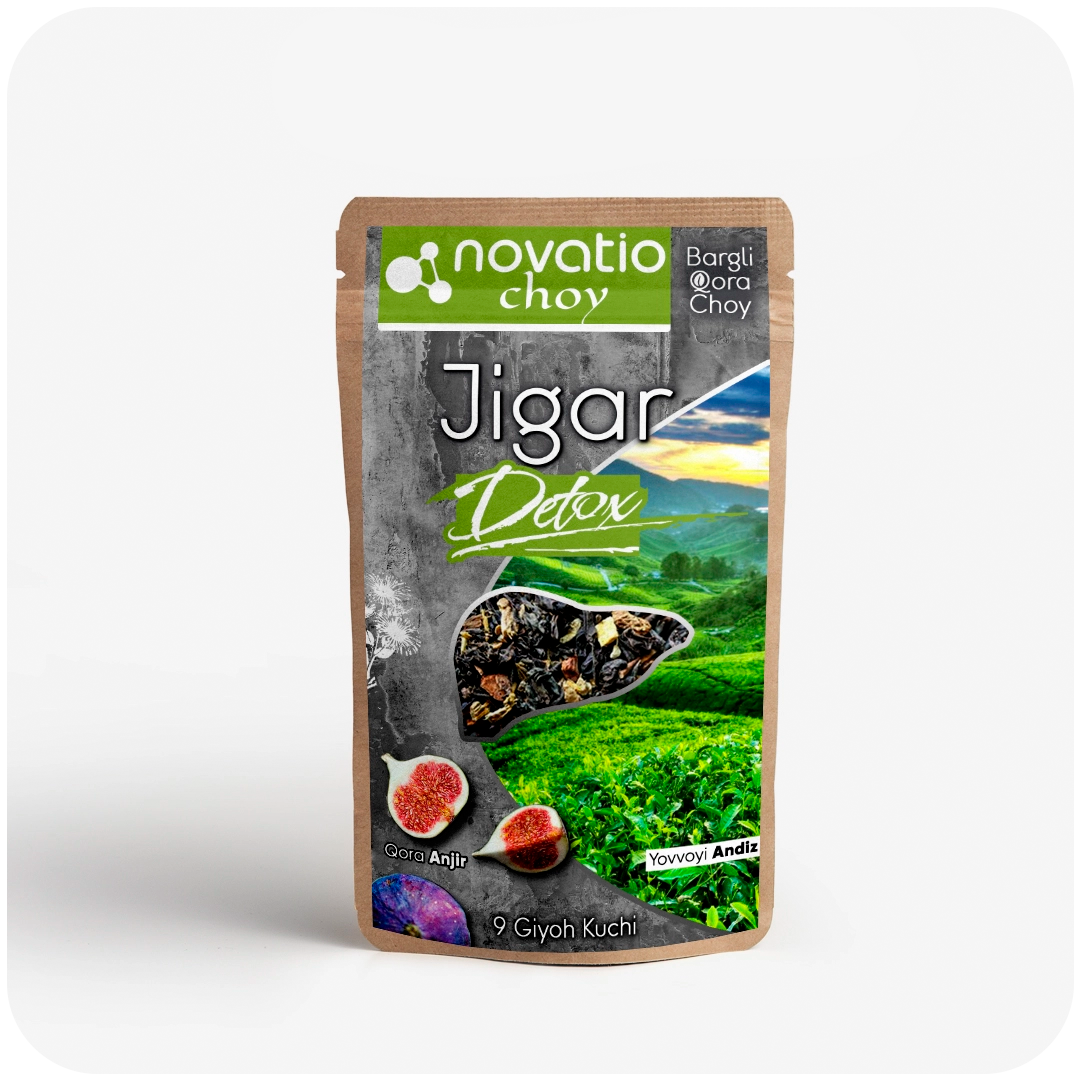 novatio
choy
Bargli
Qora
Choy
Jigar
Detox
Qora Anjir
Yovvoyi Andiz
9 Giyoh Kuchi